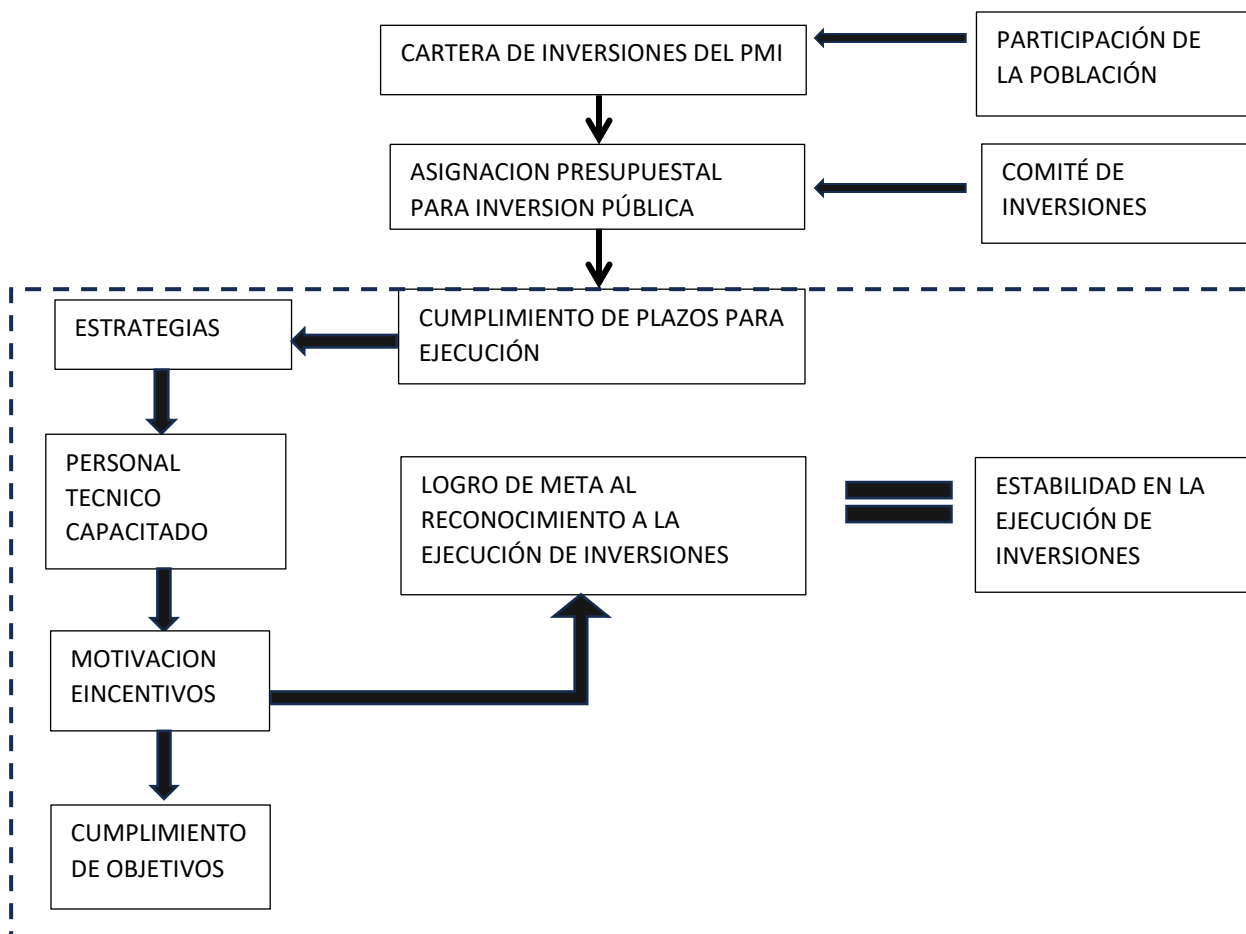 CARTERA DE INVERSIONES DEL PMI
PARTICIPACIÓN DE
LA POBLACIÓN
ASIGNACION PRESUPUESTAL
PARA INVERSION PÚBLICA
COMITÉ DE
INVERSIONES
ESTRATEGIAS
CUMPLIMIENTO DE PLAZOS PARA
EJECUCIÓN
PERSONAL
TECNICO
CAPACITADO
LOGRO DE META AL
RECONOCIMIENTO A LA
EJECUCIÓN DE INVERSIONES
ESTABILIDAD EN LA
EJECUCIÓN DE
INVERSIONES
MOTIVACION
EINCENTIVOS
CUMPLIMIENTO
DE OBJETIVOS